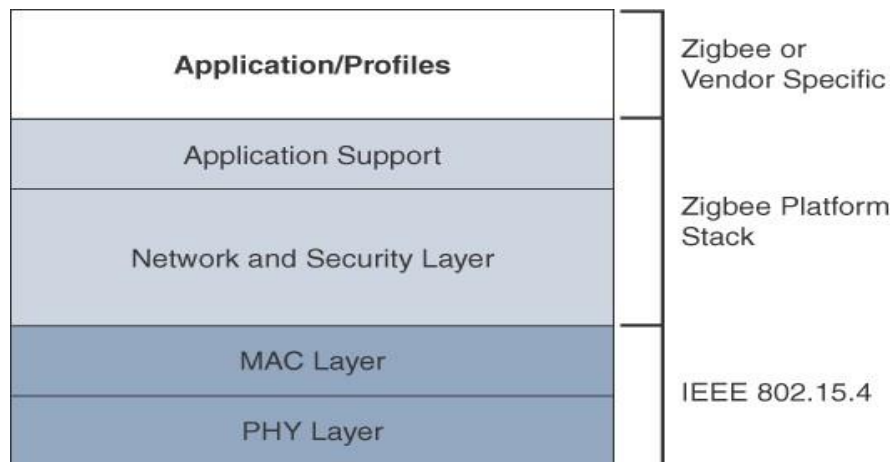 Application/Profiles
Zigbee or
Vendor Specific
Application Support
Network and Security Layer
Zigbee Platform
Stack
MAC Layer
PHY Layer
IEEE 802.15.4